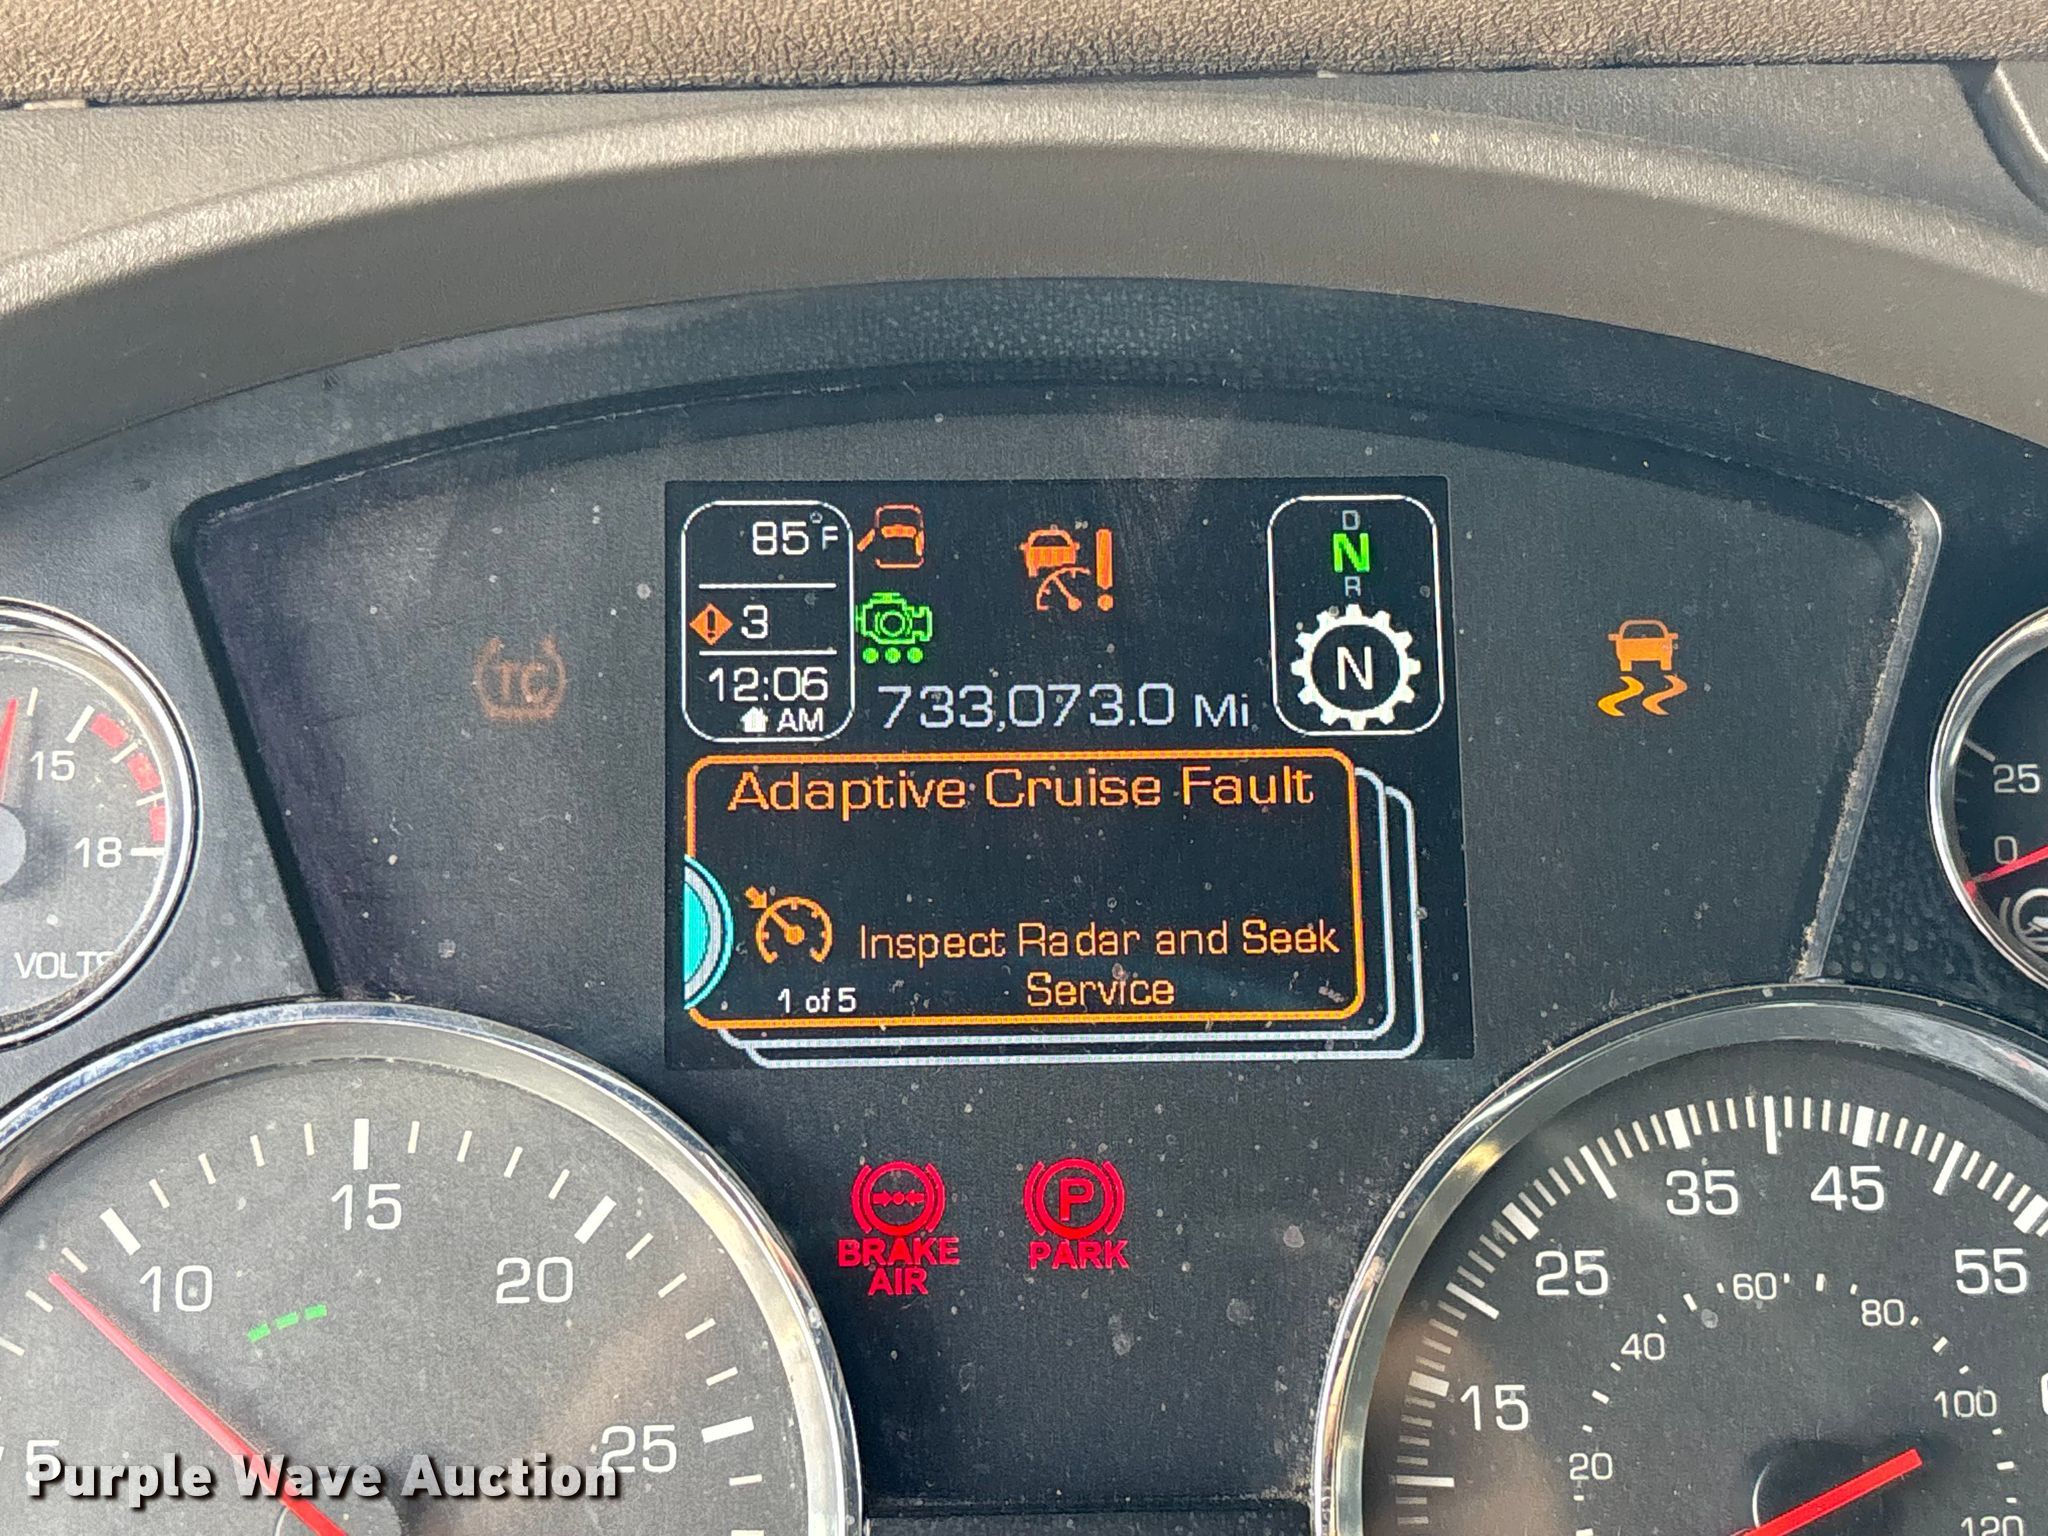 85°F
3
12:06
AM
733,073.0 Mi
D
N
R
N
TC
Adaptive Cruise Fault
Inspect Radar and Seek
Service
1 of 5
15
18
VOLTS
25
0
BRAKE
AIR
PARK
5
10
15
20
25
15
25
35
45
55
20
40
60
80
100
120
Purple Wave Auction